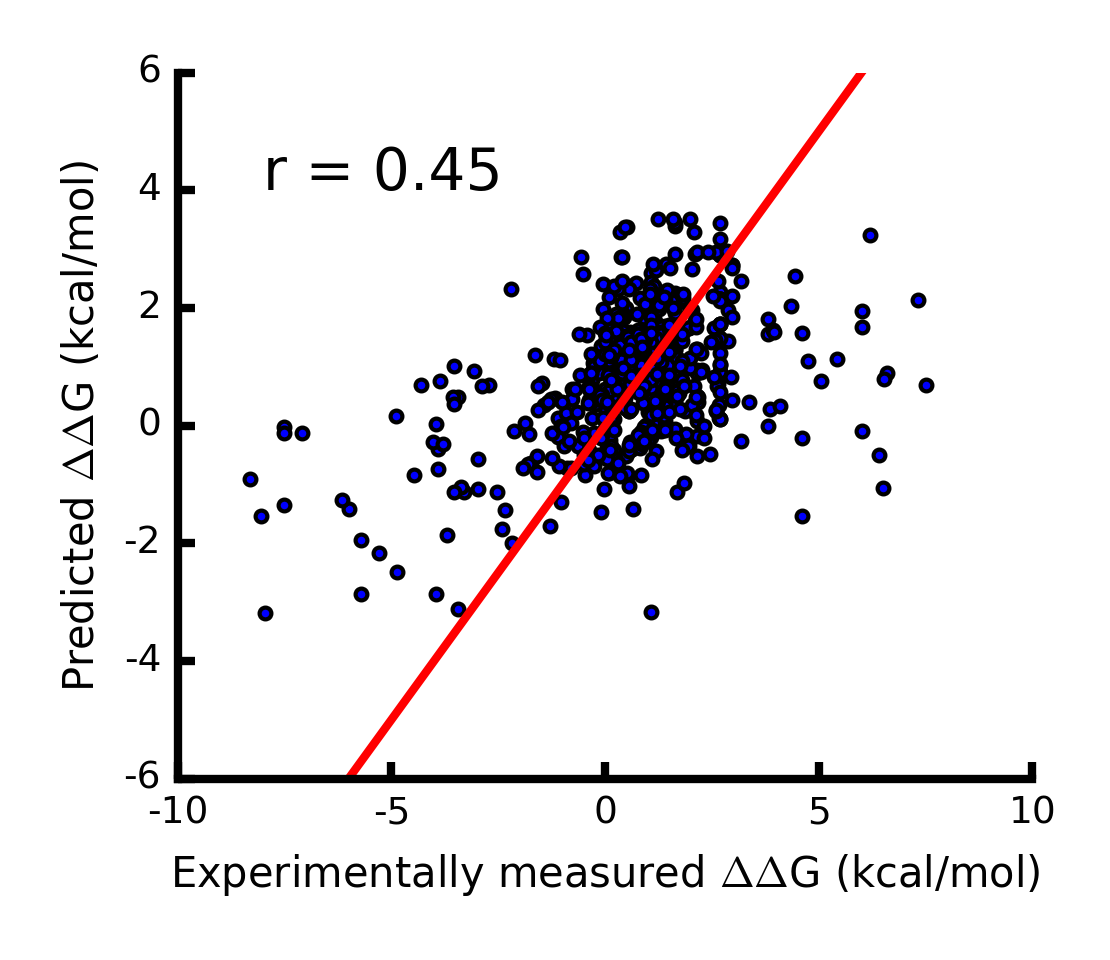 6
4
2
0
-2
-4
-6
r = 0.45
Predicted ΔΔG (kcal/mol)
-10 -5 0 5 10
Experimentally measured ΔΔG (kcal/mol)